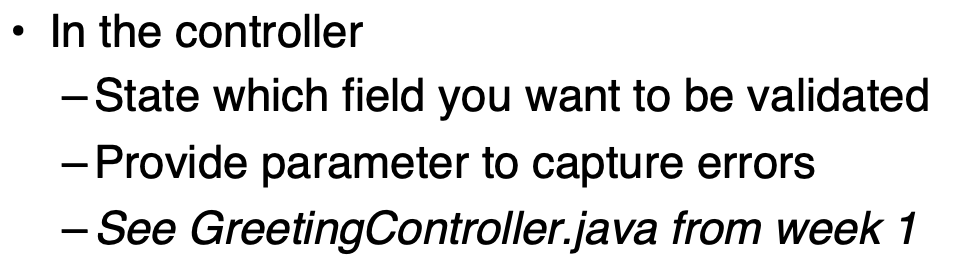 • In the controller
–State which field you want to be validated
–Provide parameter to capture errors
–See GreetingController.java from week 1